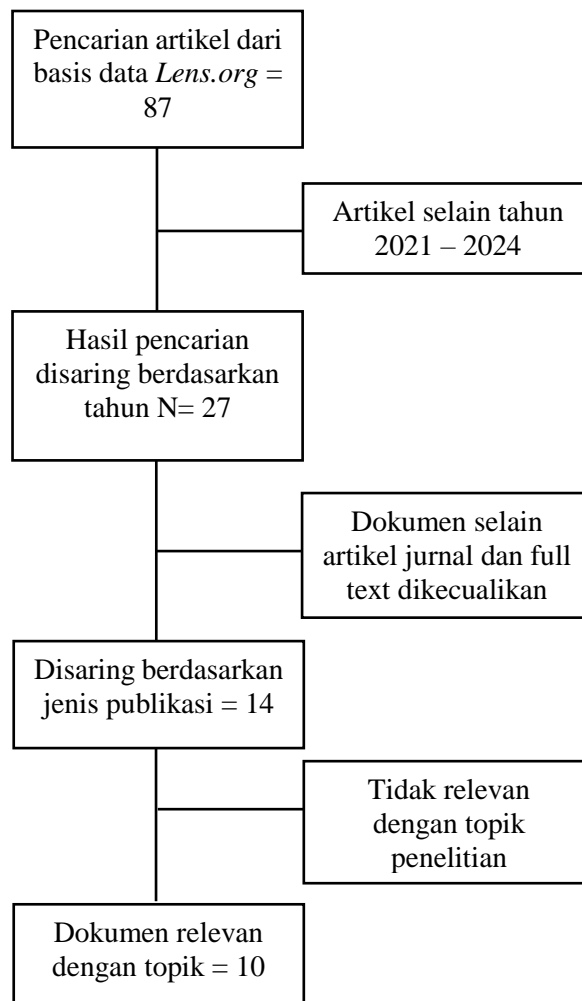 Pencarian artikel dari
basis data Lens.org =
87
Artikel selain tahun
2021 – 2024
Hasil pencarian
disaring berdasarkan
tahun N= 27
Dokumen selain
artikel jurnal dan full
text dikecualikan
Disaring berdasarkan
jenis publikasi = 14
Tidak relevan
dengan topik
penelitian
Dokumen relevan
dengan topik = 10